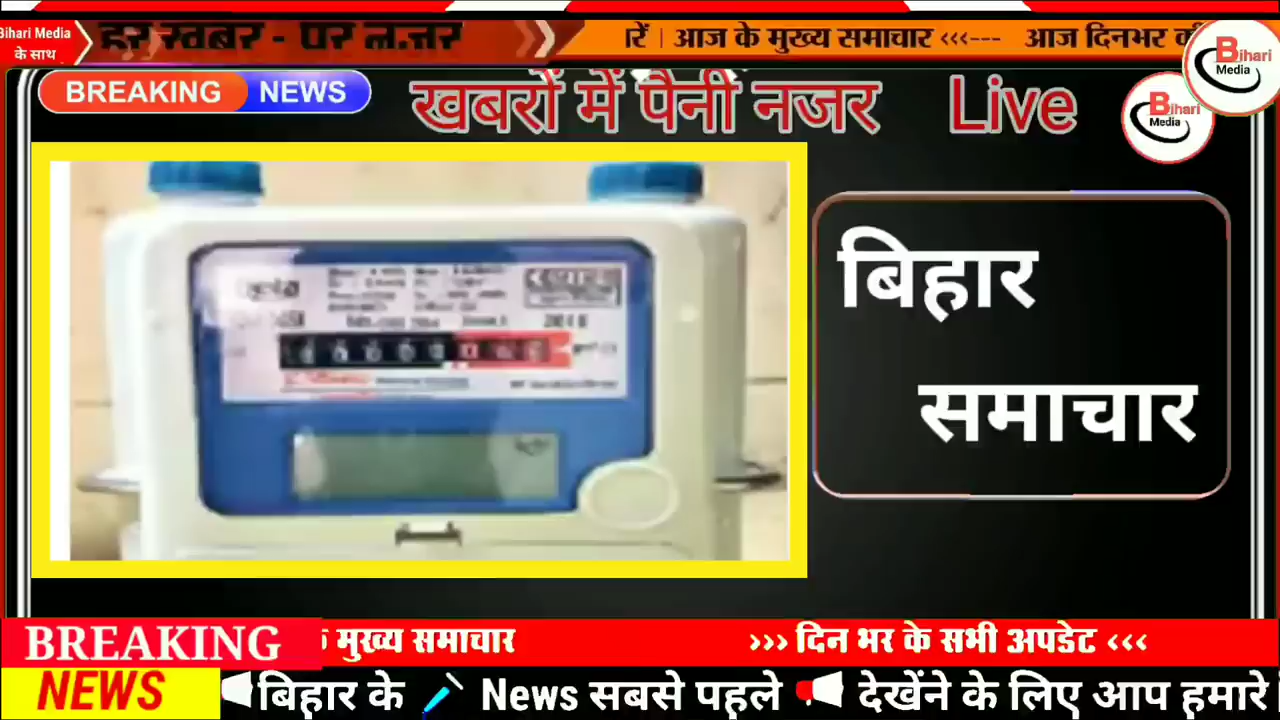 Bihari Media
के साथ
हर खबर - पर नज़र
रें | आज के मुख्य समाचार <<<--- आज दिनभर की
Bihari
Media
BREAKING NEWS
खबरों में पैनी नजर Live
Bihari
Media
बिहार
समाचार
2018
BREAKING
NEWS
मुख्य समाचार >>> दिन भर के सभी अपडेट <<<
बिहार के News सबसे पहले देखेंने के लिए आप हमारे